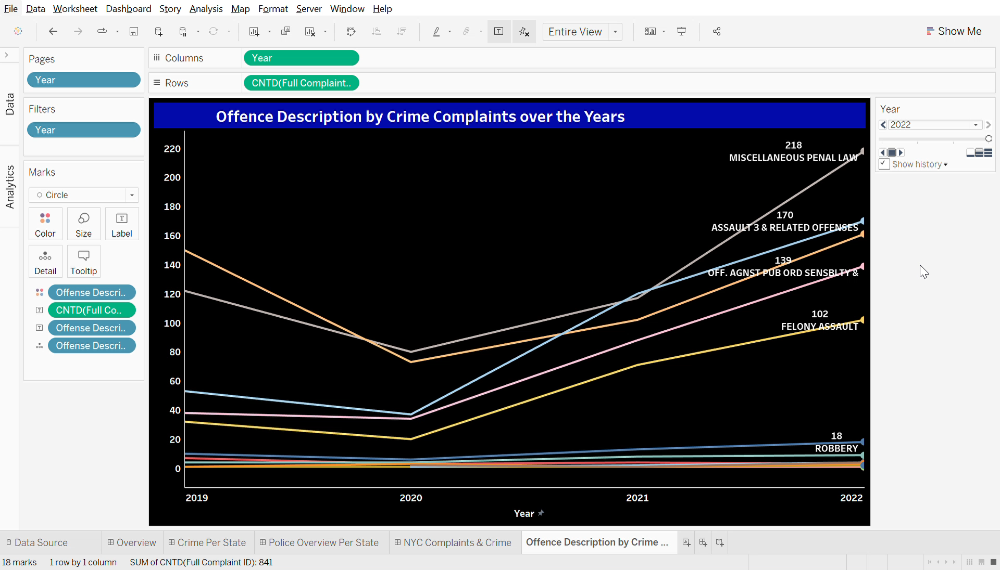 File Data Worksheet Dashboard Story Analysis Map Format Server Window Help
Entire View
Show Me
Data
Analytics
Pages
Year
Filters
Year
Marks
Circle
Color Size Label
Detail Tooltip
Offense Descri..
CNTD(Full Co..
Offense Descri..
Offense Descri..
Columns Year
Rows CNTD(Full Complaint..
Offence Description by Crime Complaints over the Years
220
200
180
160
140
120
100
80
60
40
20
0
218
MISCELLANEOUS PENAL LAW
170
ASSAULT 3 & RELATED OFFENSES
139
OFF. AGNST PUB ORD SENSBLTY &
102
FELONY ASSAULT
18
ROBBERY
2019 2020 2021 2022
Year
Year
2022
Show history
Data Source Overview Crime Per State Police Overview Per State NYC Complaints & Crime Offence Description by Crime ...
18 marks 1 row by 1 column SUM of CNTD(Full Complaint ID): 841